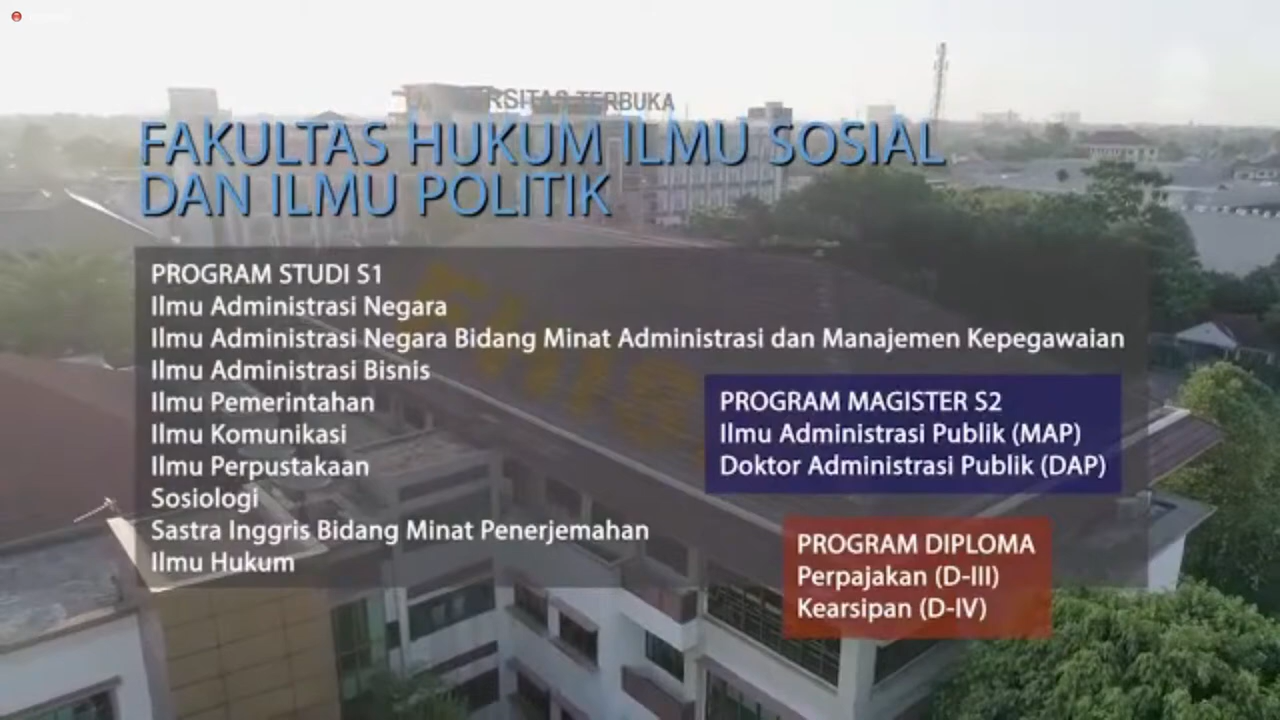 UNIVERSITAS TERBUKA
FAKULTAS HUKUM ILMU SOSIAL
DAN ILMU POLITIK
PROGRAM STUDI S1
Ilmu Administrasi Negara
Ilmu Administrasi Negara Bidang Minat Administrasi dan Manajemen Kepegawaian
Ilmu Administrasi Bisnis
Ilmu Pemerintahan
Ilmu Komunikasi
Ilmu Perpustakaan
Sosiologi
Sastra Inggris Bidang Minat Penerjemahan
Ilmu Hukum
PROGRAM MAGISTER S2
Ilmu Administrasi Publik (MAP)
Doktor Administrasi Publik (DAP)
PROGRAM DIPLOMA
Perpajakan (D-III)
Kearsipan (D-IV)